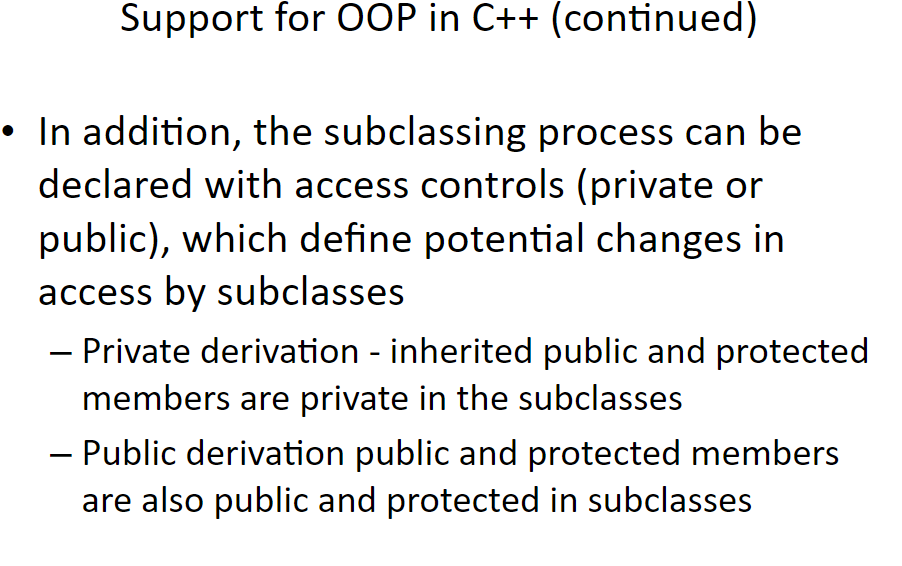 Support for OOP in C++ (continued)
• In addition, the subclassing process can be
declared with access controls (private or
public), which define potential changes in
access by subclasses
– Private derivation - inherited public and protected
members are private in the subclasses
– Public derivation public and protected members
are also public and protected in subclasses